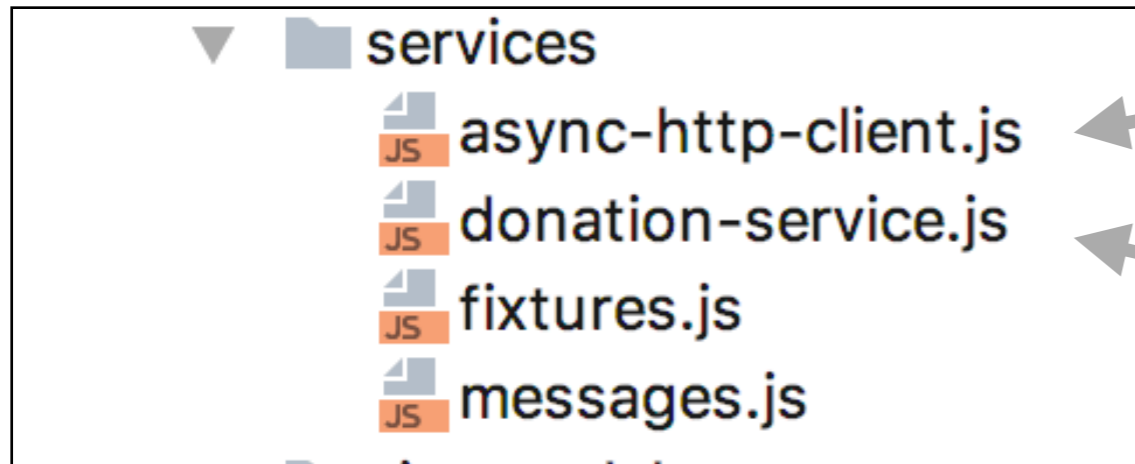 services
JS async-http-client.js
JS donation-service.js
JS fixtures.js
JS messages.js